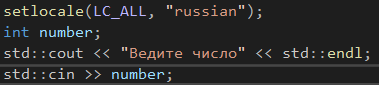 setlocale(LC_ALL, "russian");
int number;
std::cout << "Ведите число" << std::endl;
std::cin >> number;